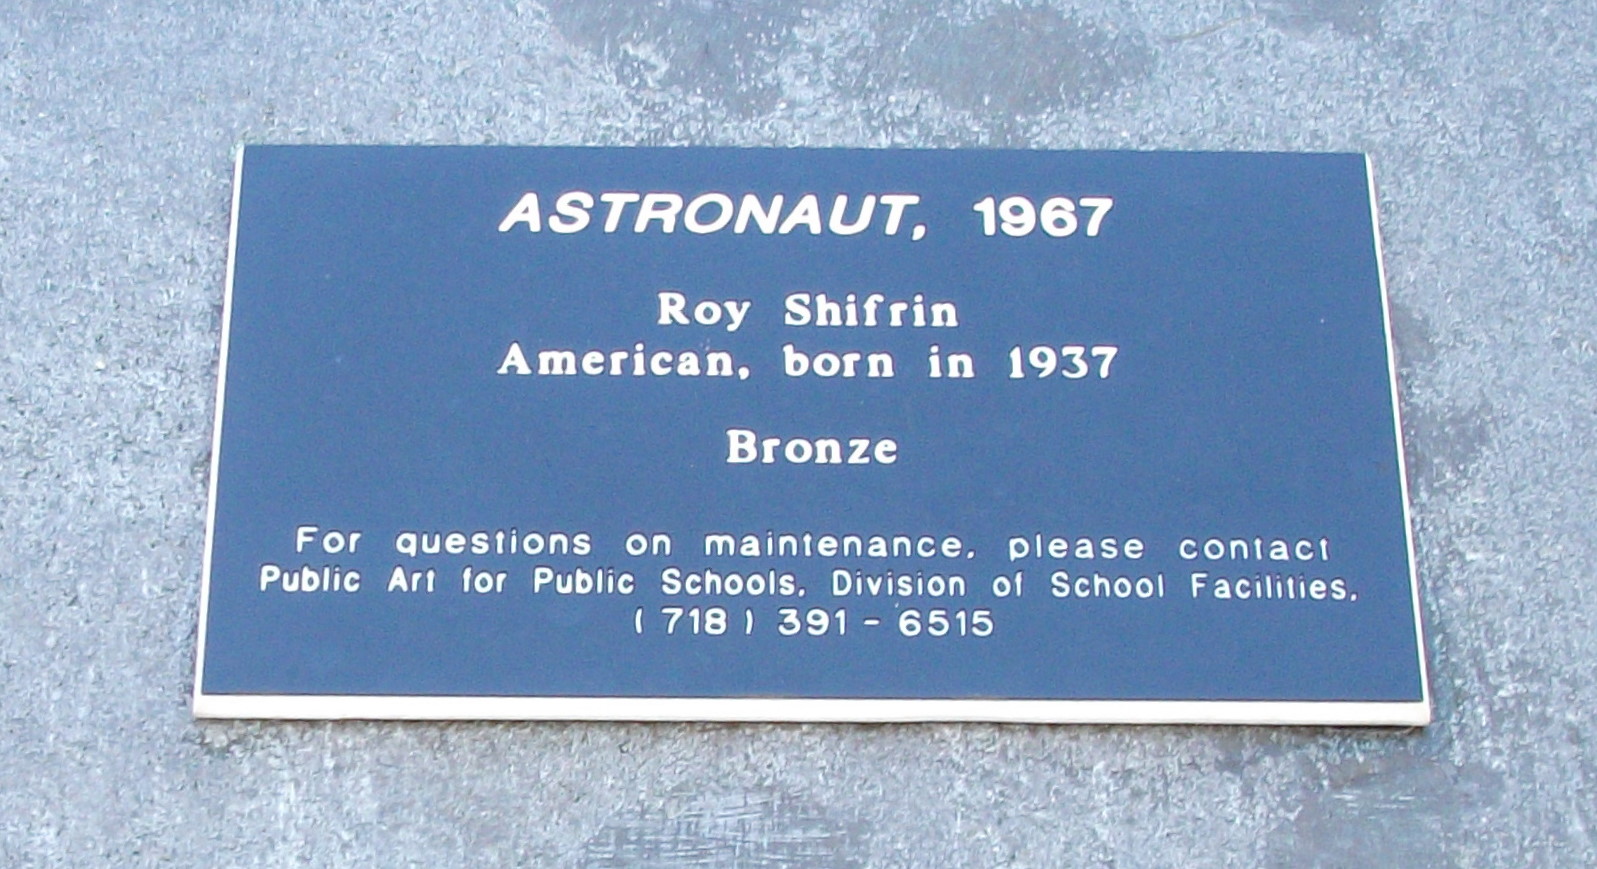 ASTRONAUT, 1967
Roy Shifrin
American, born in 1937
Bronze
For questions on maintenance, please contact
Public Art for Public Schools, Division of School Facilities,
(718) 391-6515